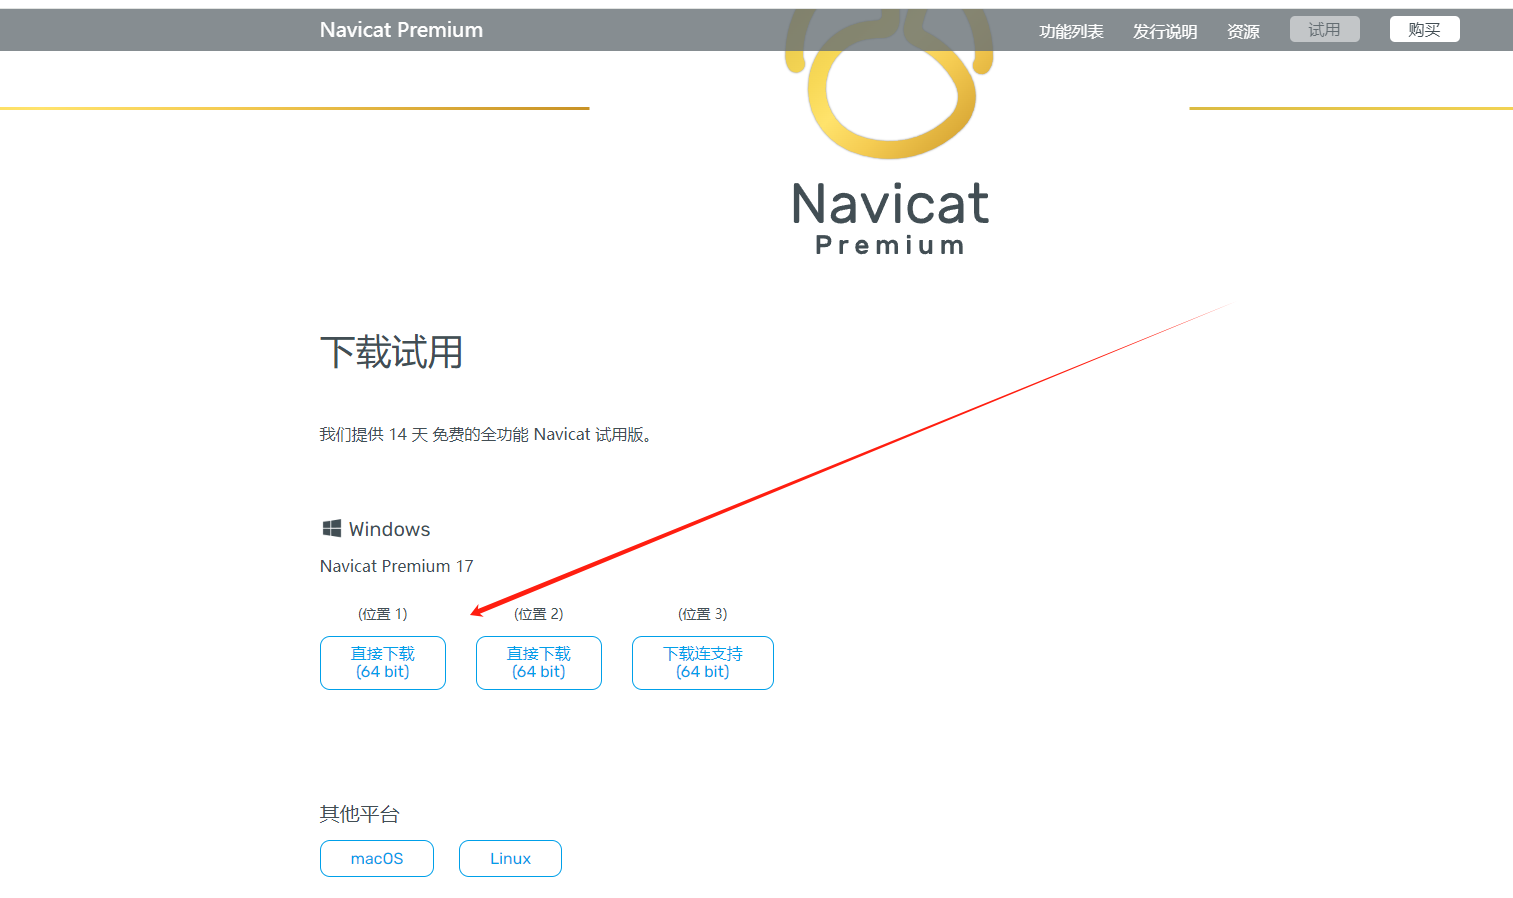 Navicat Premium
功能列表 发行说明 资源 试用 购买
Navicat
Premium
下载试用
我们提供 14 天 免费的全功能 Navicat 试用版。
Windows
Navicat Premium 17
(位置 1) (位置 2) (位置 3)
直接下载 直接下载 下载连支持
(64 bit) (64 bit) (64 bit)
其他平台
macOS Linux